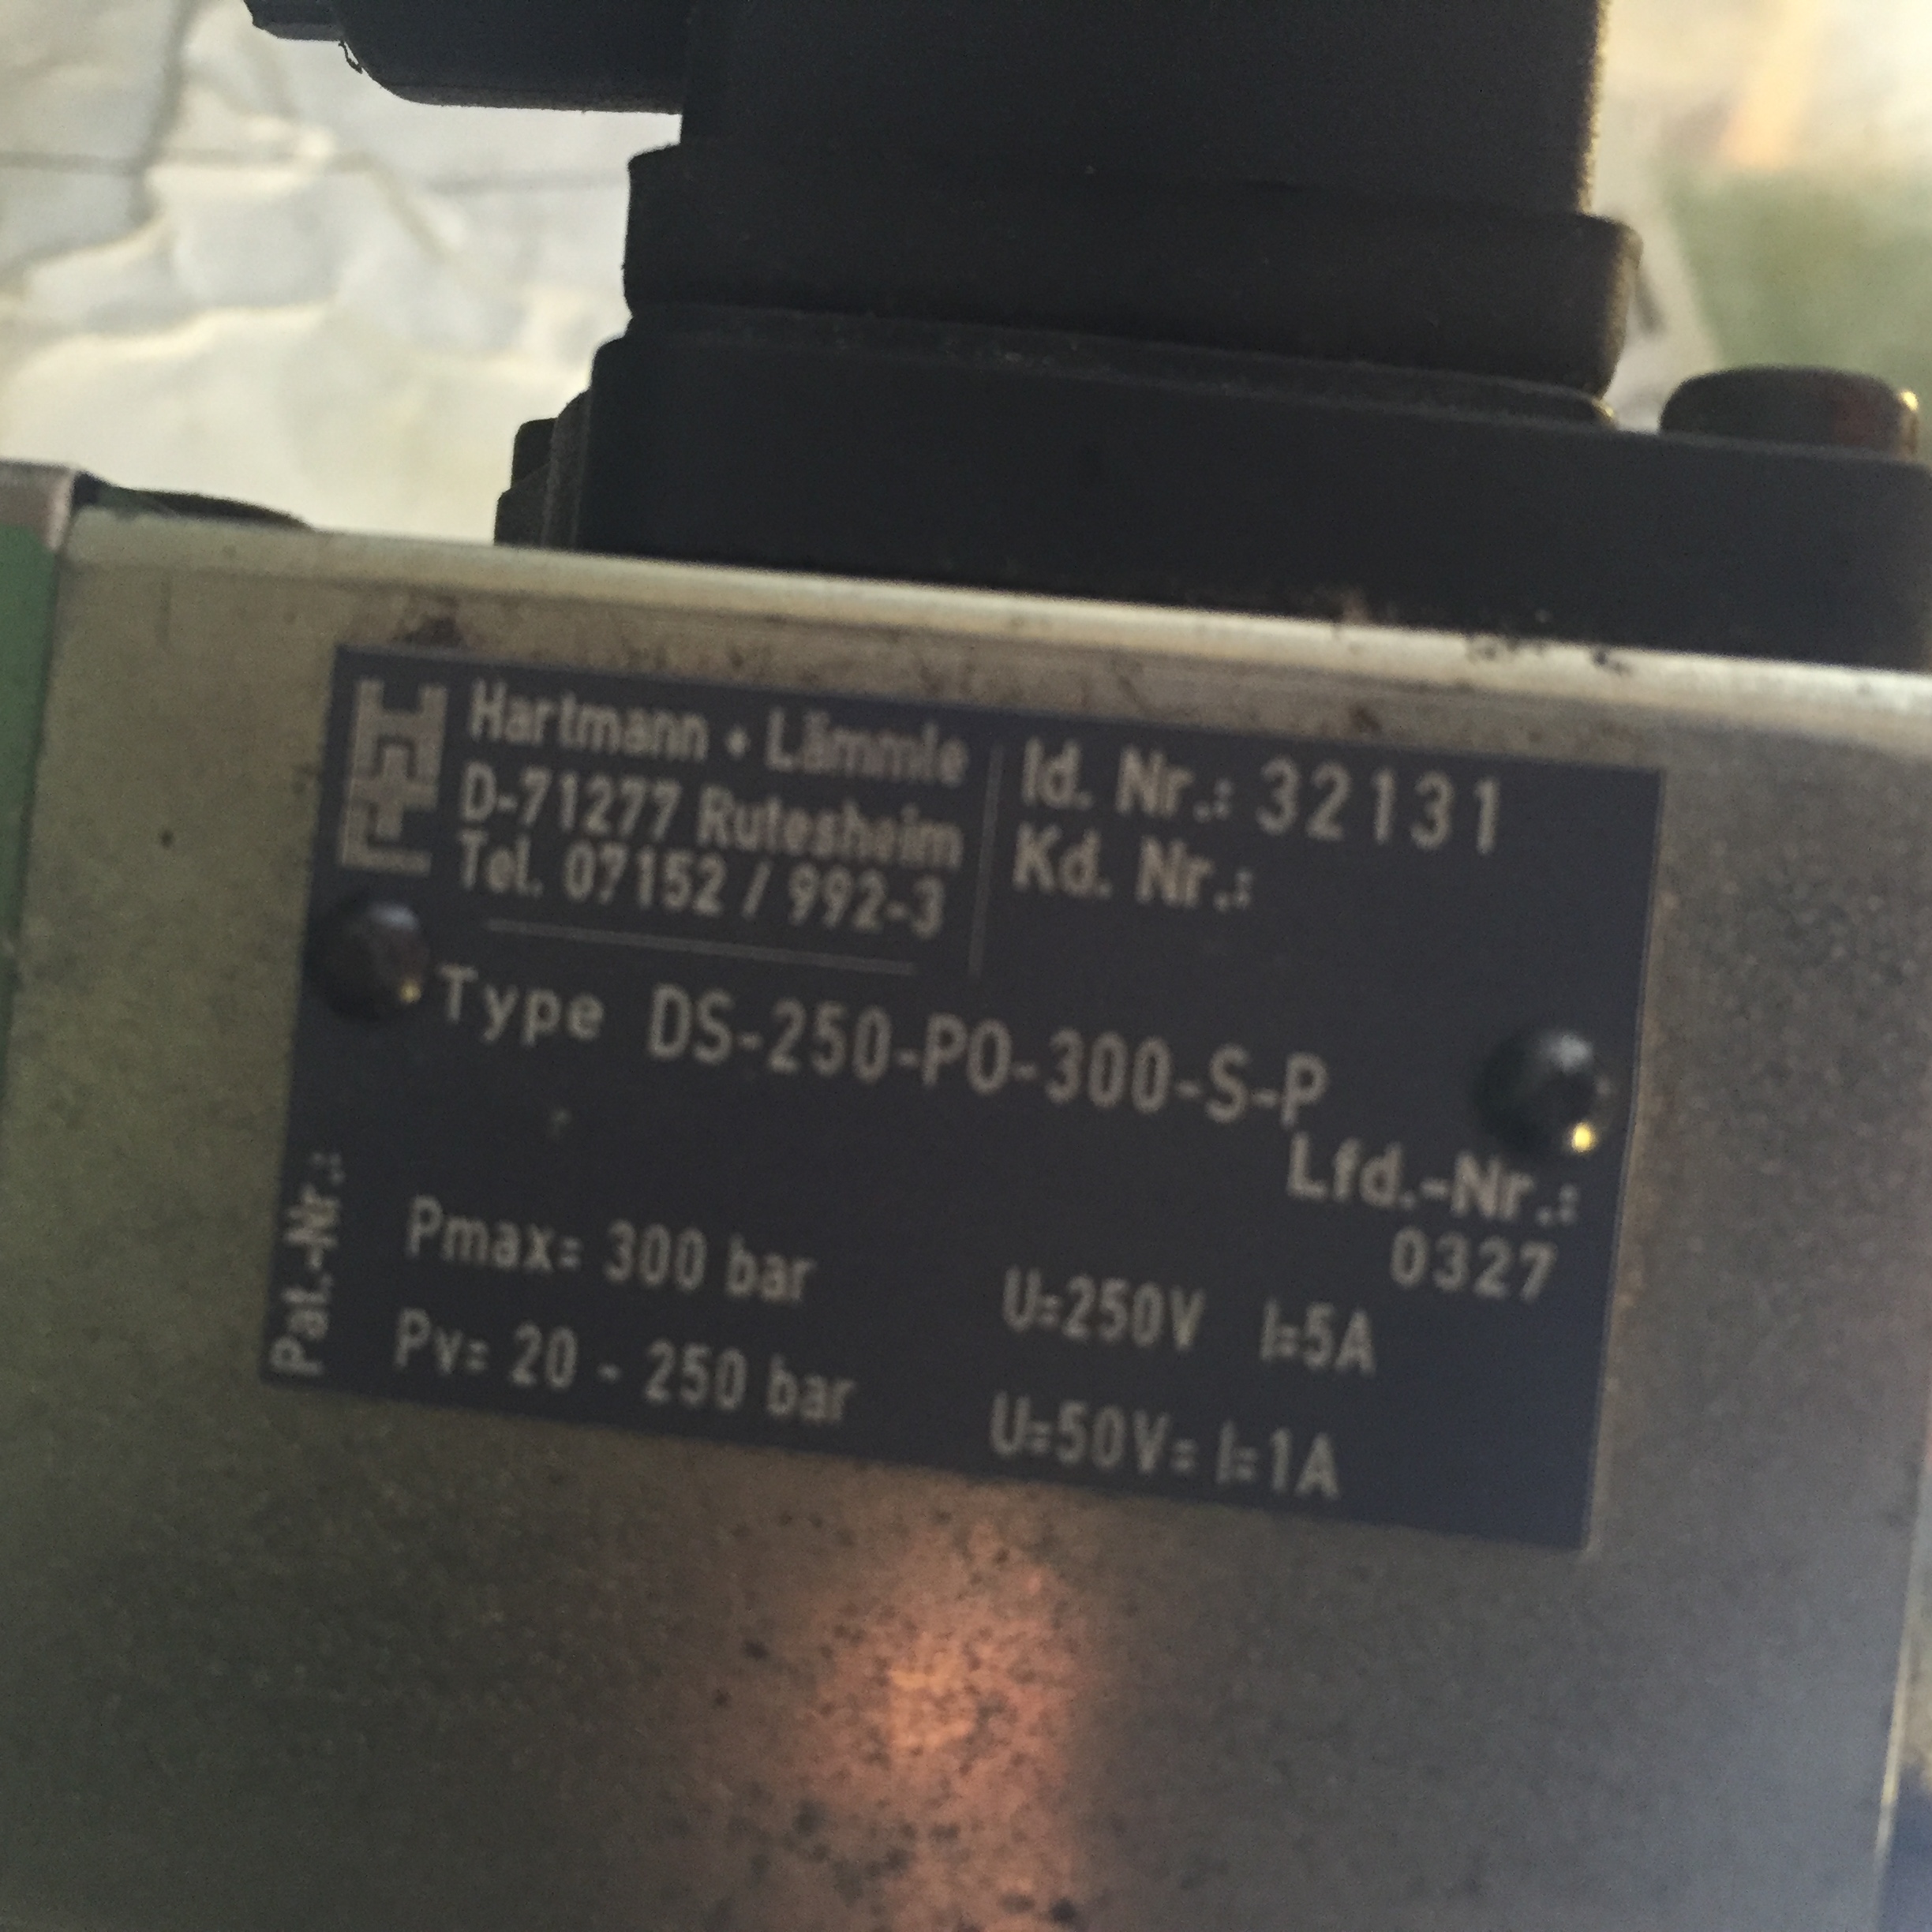 Hartmann + Lämmle
D-71277 Rutesheim
Tel. 07152 / 992-3
Id. Nr.: 32131
Kd. Nr.:
Type DS-250-PO-300-S-P
Lfd.-Nr.:
0327
Pat.-Nr.:
Pmax= 300 bar
U=250V I=5A
Pv= 20 - 250 bar
U=50V= I=1A